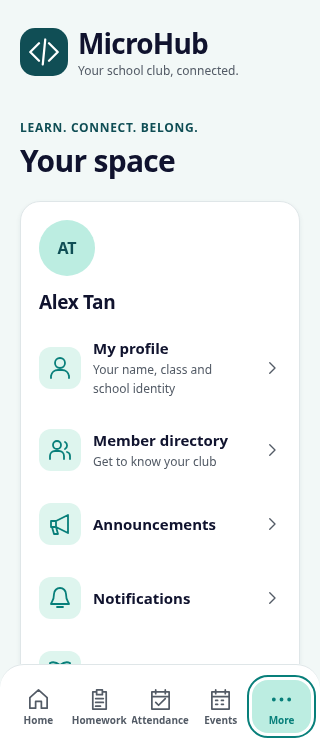 MicroHub
Your school club, connected.
LEARN. CONNECT. BELONG.
Your space
AT
Alex Tan
My profile
Your name, class and
school identity
Member directory
Get to know your club
Announcements
Notifications
Home
Homework
Attendance
Events
More